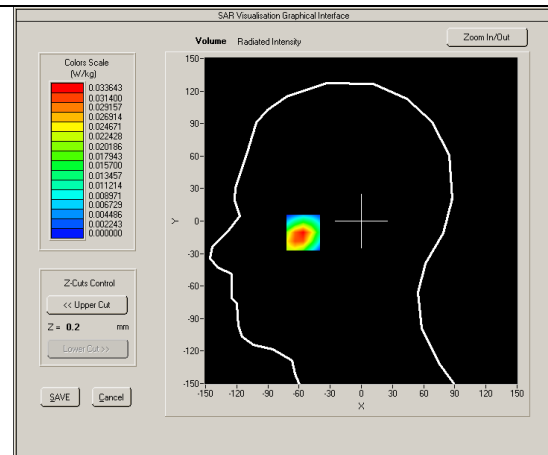 SAR Visualisation Graphical Interface
Volume Radiated Intensity
Zoom In/Out
Colors Scale
(W/kg)
0.033643
0.031400
0.029157
0.026914
0.024671
0.022428
0.020186
0.017943
0.015700
0.013457
0.011214
0.008971
0.006729
0.004486
0.002243
0.000000
Z-Cuts Control
<< Upper Cut
Z = 0.2 mm
Lower Cut >>
SAVE Cancel
150-
120-
90-
60-
30-
Y 0-
-30-
-60-
-90-
-120-
-150-
-150 -120 -90 -60 -30 0 30 60 90 120 150
X